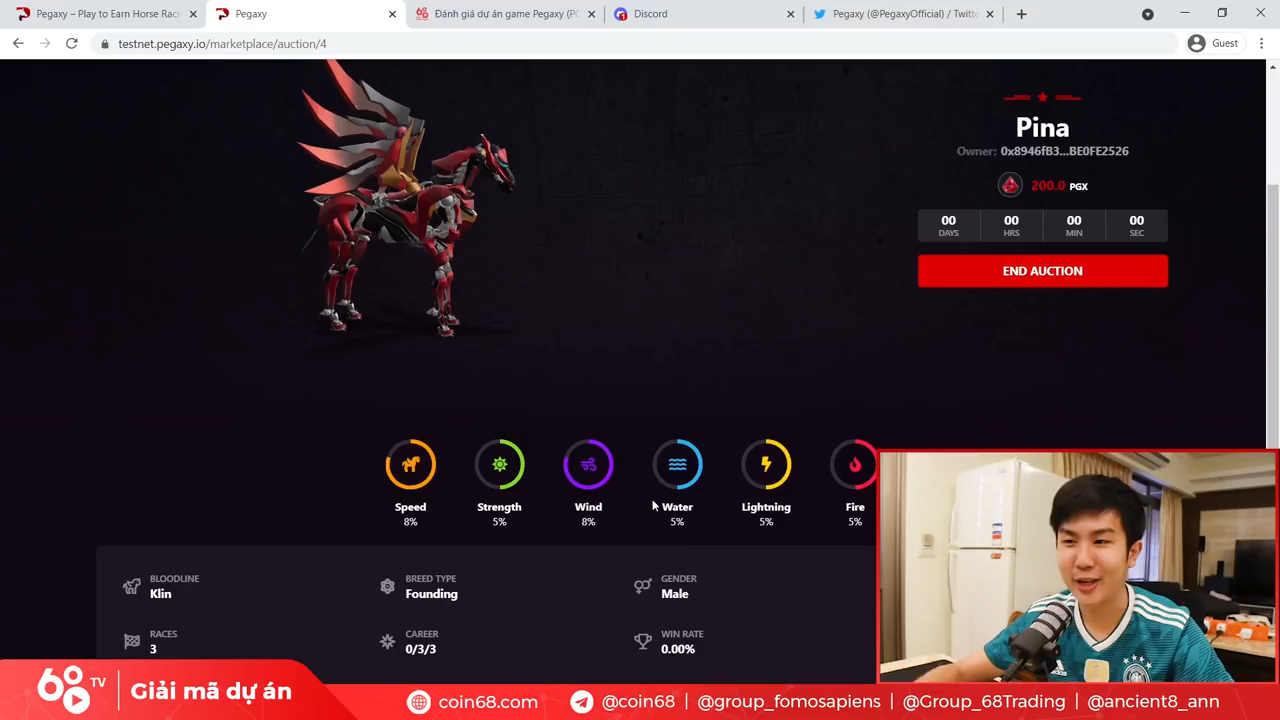 Pegaxy – Play to Earn Horse Raci
Pegaxy
Đánh giá dự án game Pegaxy (P
Discord
Pegaxy (@PegaxyOfficial) / Twitte
testnet.pegaxy.io/marketplace/auction/4
Guest
Pina
Owner: 0x8946fB3...BE0FE2526
200.0 PGX
00 00 00 00
DAYS HRS MIN SEC
END AUCTION
Speed Strength Wind Water Lightning Fire
8% 5% 8% 5% 5% 5%
BLOODLINE BREED TYPE GENDER
Klin Founding Male
RACES CAREER WIN RATE
3 0/3/3 0.00%
68 TV
Giải mã dự án
coin68.com @coin68 | @group_fomosapiens | @Group_68Trading | @ancient8_ann